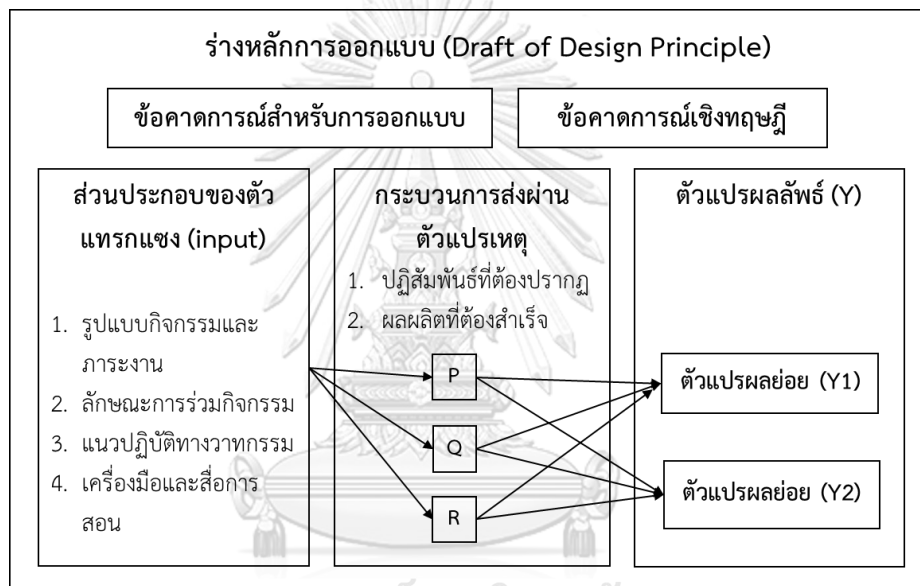 ร่างหลักการออกแบบ (Draft of Design Principle)
ข้อคาดการณ์สำหรับการออกแบบ
ข้อคาดการณ์เชิงทฤษฎี
ส่วนประกอบของตัว
แทรกแซง (input)
1. รูปแบบกิจกรรมและ
ภาระงาน
2. ลักษณะการร่วมกิจกรรม
3. แนวปฏิบัติทางวาทกรรม
4. เครื่องมือและสื่อการ
สอน
กระบวนการส่งผ่าน
ตัวแปรเหตุ
1. ปฏิสัมพันธ์ที่ต้องปรากฏ
2. ผลผลิตที่ต้องสำเร็จ
P
Q
R
ตัวแปรผลลัพธ์ (Y)
ตัวแปรผลย่อย (Y1)
ตัวแปรผลย่อย (Y2)